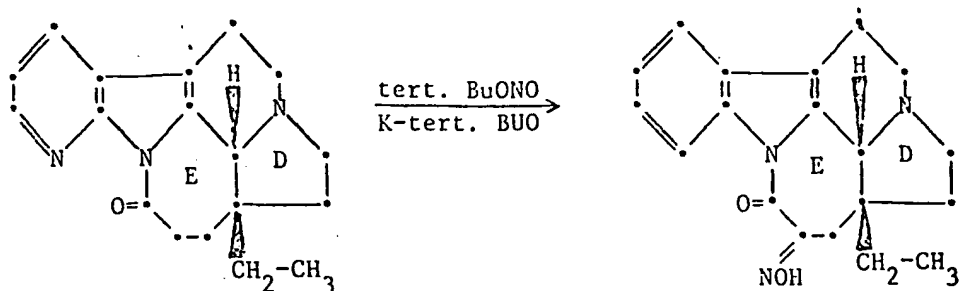 H
N
N
N
E
D
O=
CH2-CH3
tert. BuONO
K-tert. BUO
H
N
N
E
D
O=
NOH
CH2-CH3